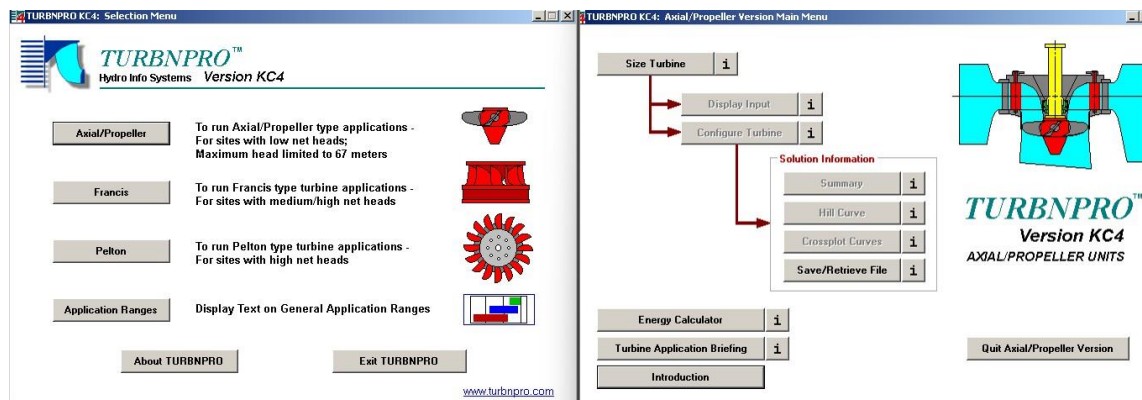 TURBNPRO KC4: Selection Menu
TURBNPRO™
Hydro Info Systems Version KC4
Axial/Propeller
To run Axial/Propeller type applications -
For sites with low net heads;
Maximum head limited to 67 meters
Francis
To run Francis type turbine applications -
For sites with medium/high net heads
Pelton
To run Pelton type turbine applications -
For sites with high net heads
Application Ranges
Display Text on General Application Ranges
About TURBNPRO
Exit TURBNPRO
www.turbnpro.com
TURBNPRO KC4: Axial/Propeller Version Main Menu
Size Turbine i
Display Input i
Configure Turbine i
Solution Information
Summary i
Hill Curve i
Crossplot Curves i
Save/Retrieve File i
TURBNPRO™
Version KC4
AXIAL/PROPELLER UNITS
Energy Calculator i
Turbine Application Briefing i
Introduction
Quit Axial/Propeller Version